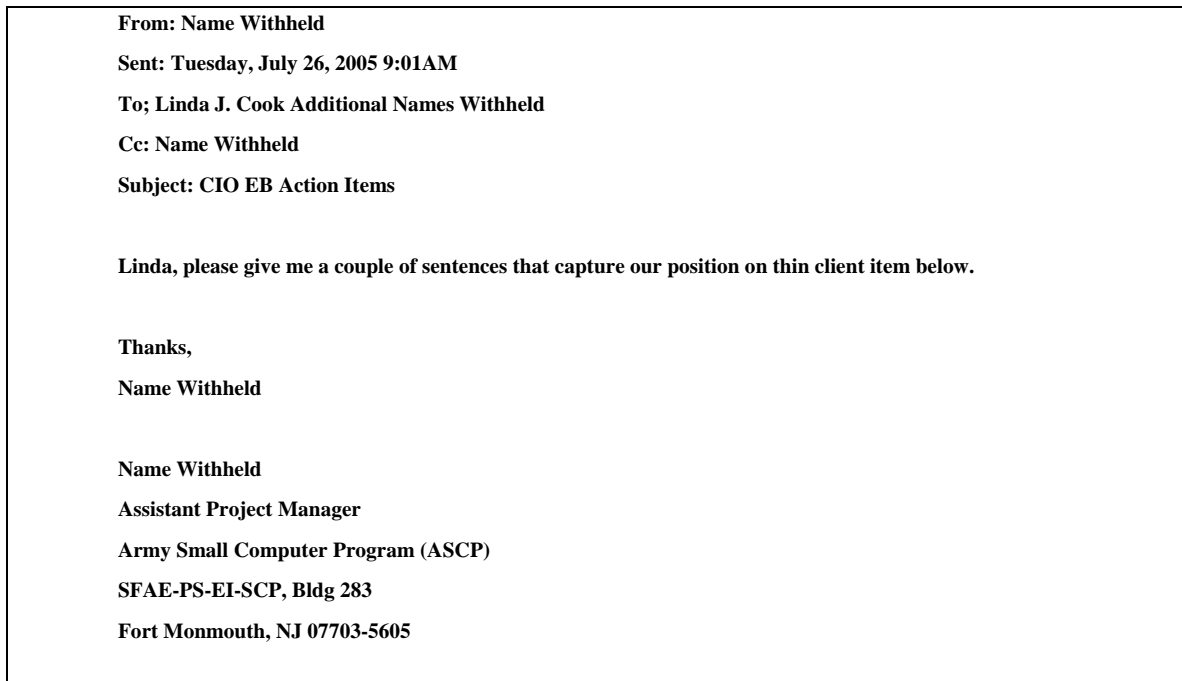 From: Name Withheld
Sent: Tuesday, July 26, 2005 9:01AM
To; Linda J. Cook Additional Names Withheld
Cc: Name Withheld
Subject: CIO EB Action Items
Linda, please give me a couple of sentences that capture our position on thin client item below.
Thanks,
Name Withheld
Name Withheld
Assistant Project Manager
Army Small Computer Program (ASCP)
SFAE-PS-EI-SCP, Bldg 283
Fort Monmouth, NJ 07703-5605